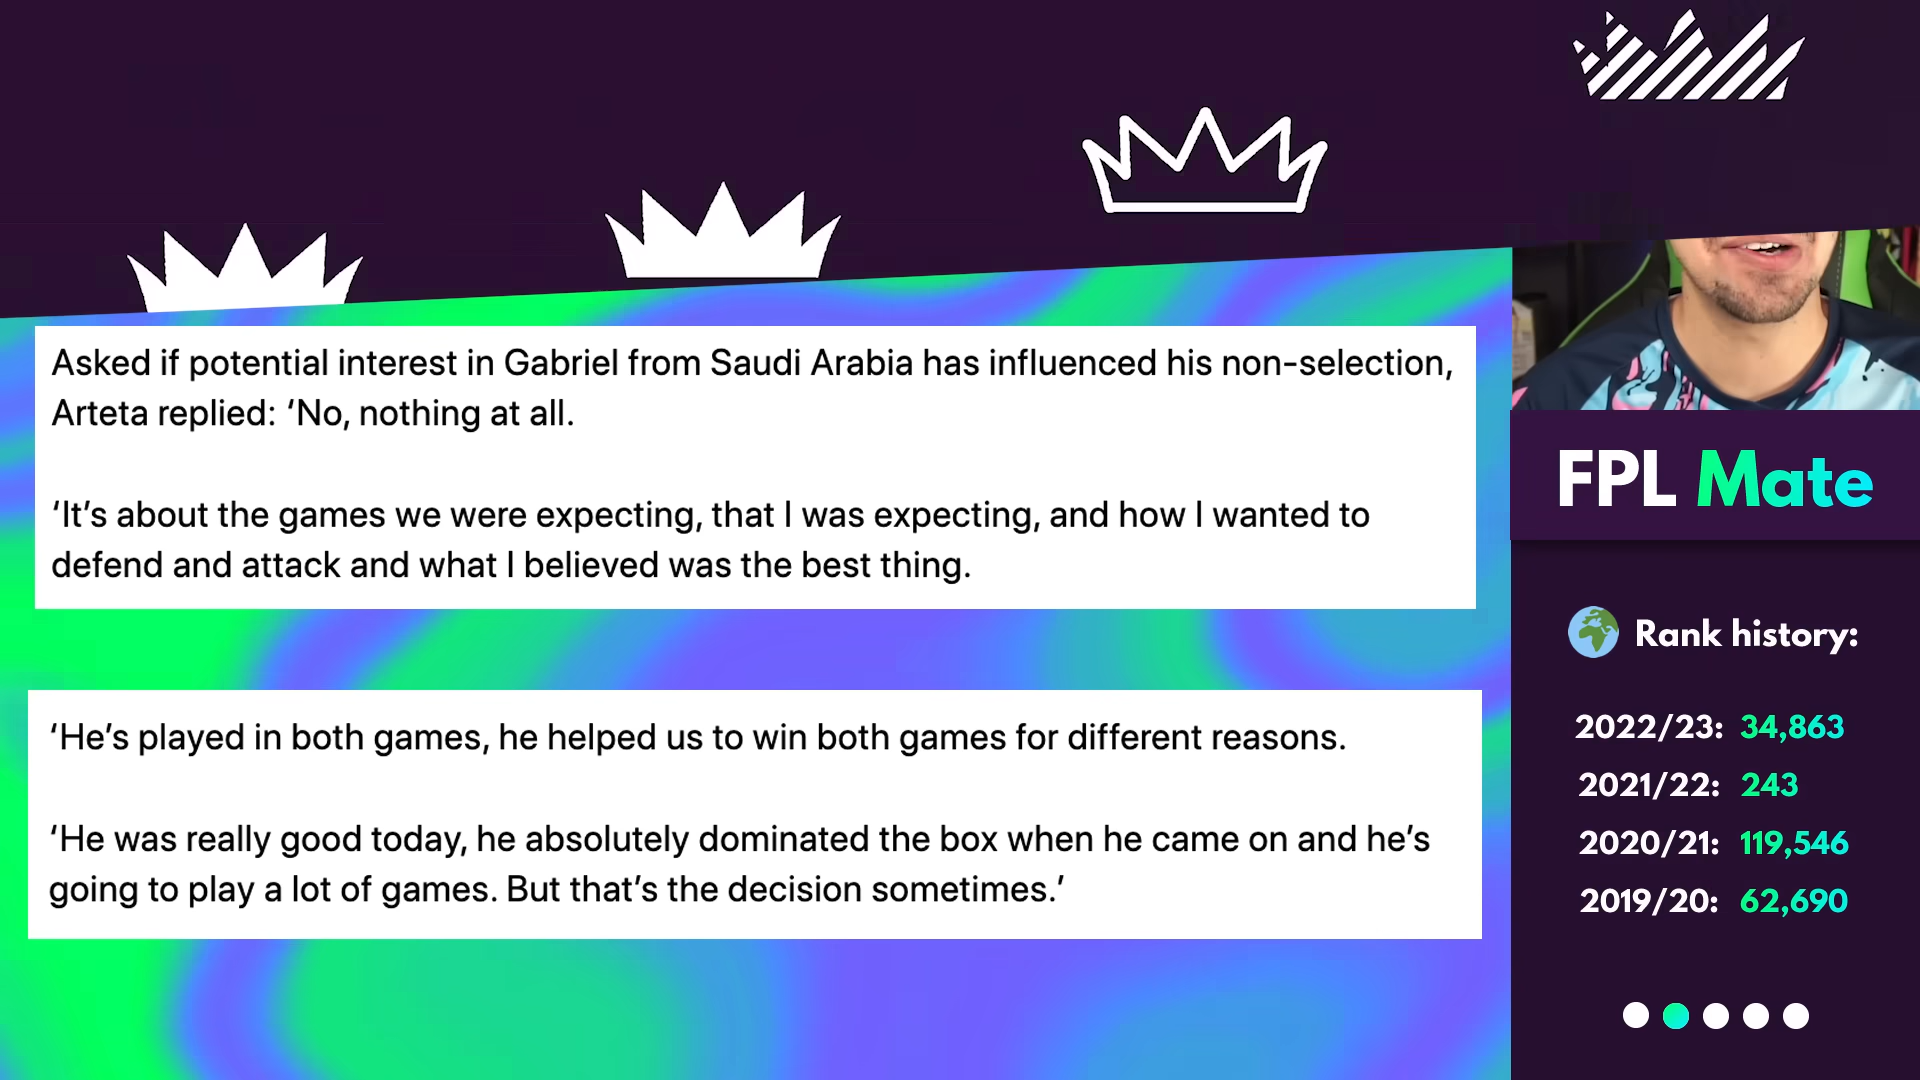 Asked if potential interest in Gabriel from Saudi Arabia has influenced his non-selection,
Arteta replied: ‘No, nothing at all.
‘It’s about the games we were expecting, that I was expecting, and how I wanted to
defend and attack and what I believed was the best thing.
‘He’s played in both games, he helped us to win both games for different reasons.
‘He was really good today, he absolutely dominated the box when he came on and he’s
going to play a lot of games. But that’s the decision sometimes.’
FPL Mate
Rank history:
2022/23: 34,863
2021/22: 243
2020/21: 119,546
2019/20: 62,690